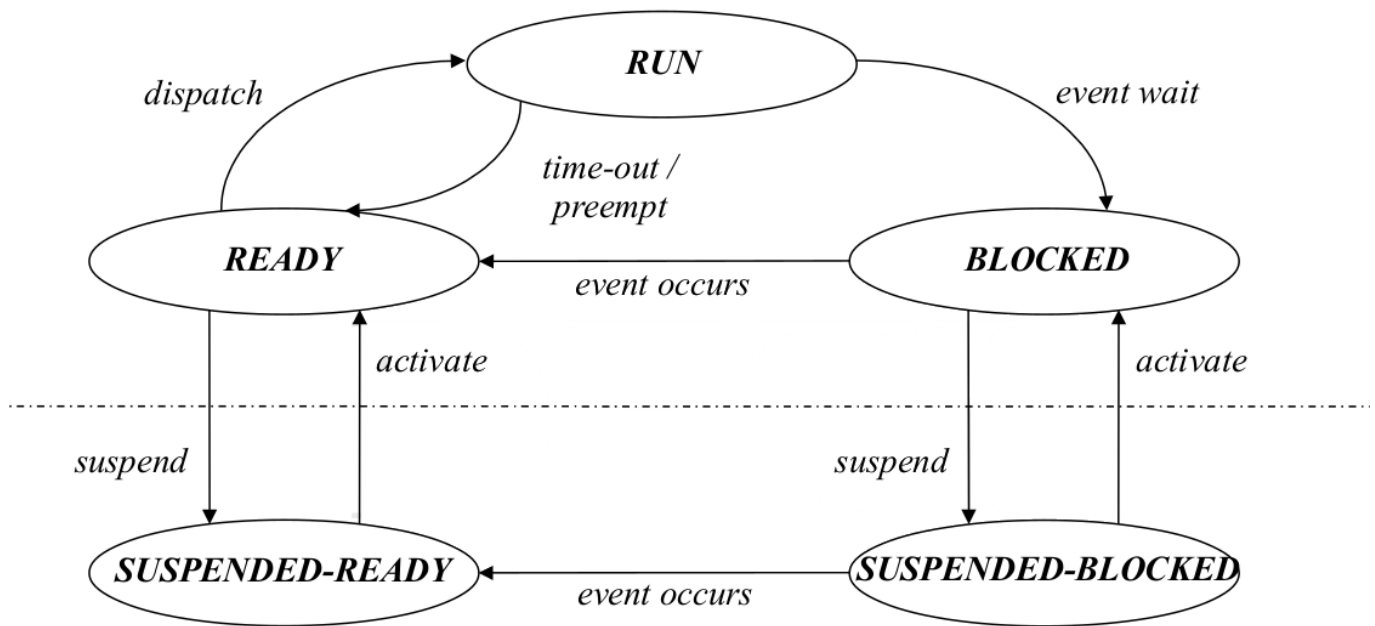 RUN
dispatch
event wait
time-out /
preempt
READY
BLOCKED
event occurs
activate
activate
suspend
suspend
SUSPENDED-READY
SUSPENDED-BLOCKED
event occurs